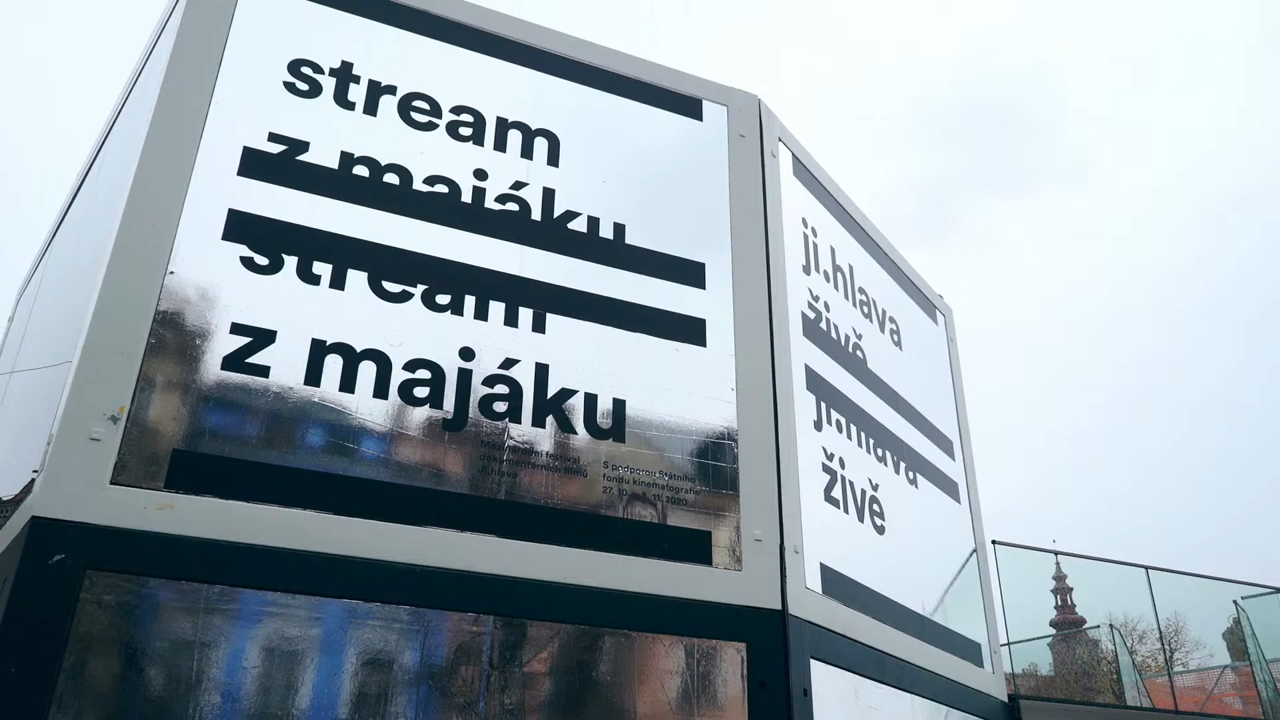 stream
z majáku
stream
z majáku
Mezinárodní festival
dokumentárních filmů
Ji.hlava
S podporou Státního
fondu kinematografie
27. 10. – 8. 11. 2020
ji.hlava
živě
ji.hlava
živě